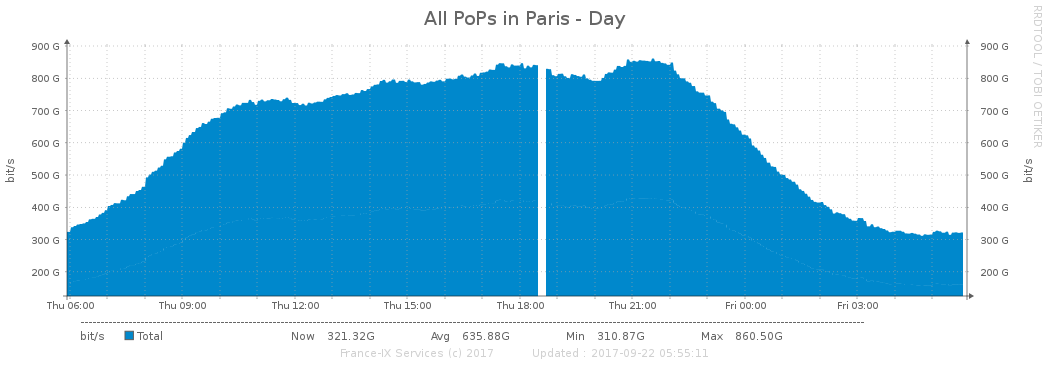 All PoPs in Paris - Day
RRDTOOL / TOBI OETIKER
900 G 900 G
800 G 800 G
700 G 700 G
600 G 600 G
500 G 500 G
400 G 400 G
300 G 300 G
200 G 200 G
bit/s bit/s
Thu 06:00 Thu 09:00 Thu 12:00 Thu 15:00 Thu 18:00 Thu 21:00 Fri 00:00 Fri 03:00
bit/s Total Now 321.32G Avg 635.88G Min 310.87G Max 860.50G
France-IX Services (c) 2017 Updated : 2017-09-22 05:55:11